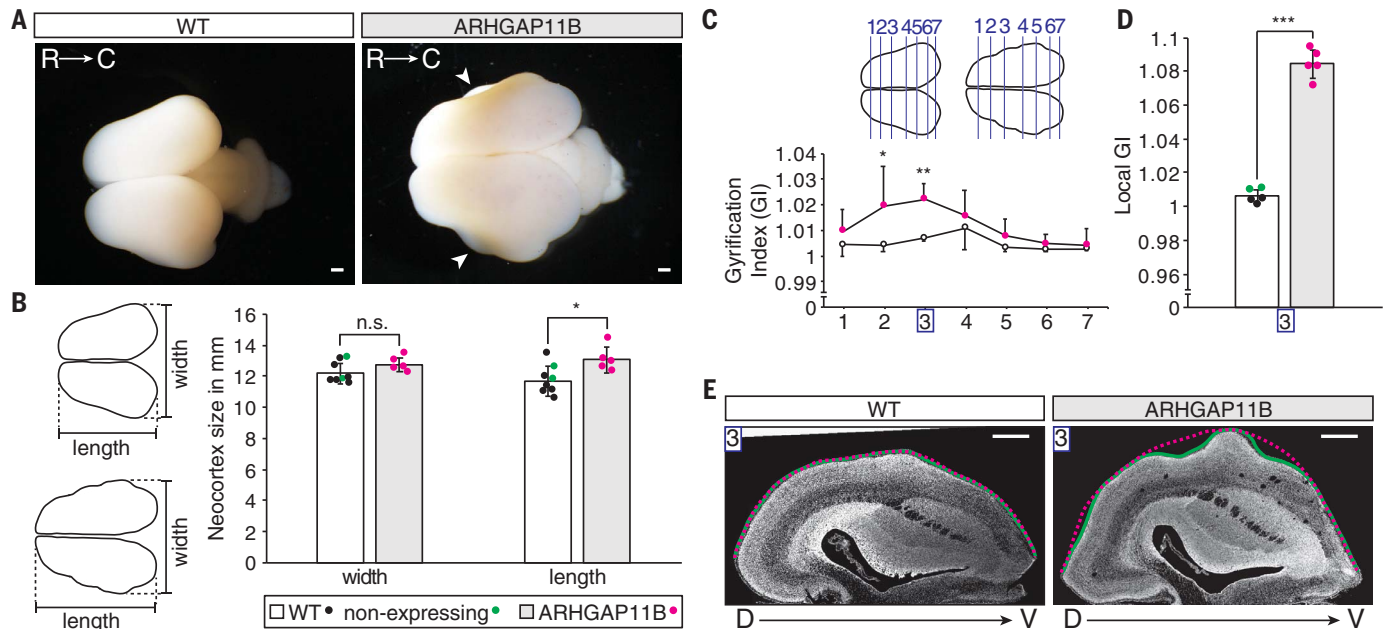 A
WT
ARHGAP11B
R→C
R→C
B
width
length
width
length
Neocortex size in mm
16
14
12
10
8
6
4
2
0
n.s.
*
width
length
WT non-expressing ARHGAP11B
C
123 4567
123 45 67
Gyrification
Index (GI)
1.04
1.03
1.02
1.01
1
0.99
0
*
**
1 2 3 4 5 6 7
D
***
Local GI
1.1
1.08
1.06
1.04
1.02
1
0.98
0.96
0
3
E
WT
ARHGAP11B
3
3
D → V
D → V